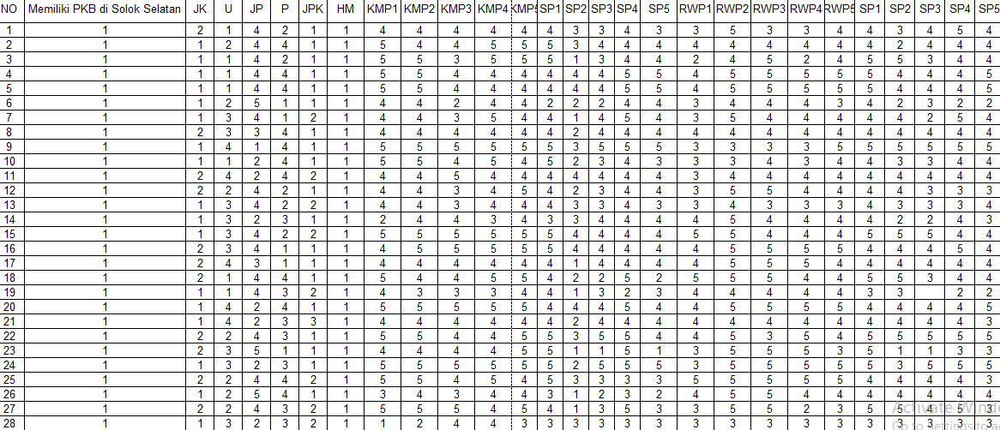 NO Memiliki PKB di Solok Selatan JK U JP P JPK HM KMP1 KMP2 KMP3 KMP4 KMP5 SP1 SP2 SP3 SP4 SP5 RWP1 RWP2 RWP3 RWP4 RWP5 SP1 SP2 SP3 SP4 SP5
1 1 2 1 4 2 1 1 4 4 4 4 4 4 3 3 4 3 3 5 3 3 4 4 3 4 5 4
2 1 1 2 4 4 1 1 5 4 4 5 5 5 3 4 4 4 4 4 4 4 4 4 2 4 4 4
3 1 1 1 4 2 1 1 5 5 3 5 5 5 1 3 4 4 2 4 5 2 4 5 5 3 4 4
4 1 1 1 4 4 1 1 5 5 4 4 4 4 4 4 5 5 4 5 5 5 5 5 4 4 4 5
5 1 1 1 4 4 1 1 5 5 4 4 4 4 4 4 5 5 4 5 5 5 5 4 4 4 4 5
6 1 1 2 5 1 1 1 4 4 2 4 4 2 2 2 4 4 3 4 4 4 3 4 2 3 2 2
7 1 1 3 4 1 2 1 4 4 3 5 4 4 1 4 5 4 3 5 4 4 4 4 4 2 5 4
8 1 2 3 3 4 1 1 4 4 4 4 4 4 2 4 4 4 4 4 4 4 4 4 4 4 4 4
9 1 1 4 1 4 1 1 5 5 5 5 5 5 3 5 5 5 3 3 3 3 5 5 5 5 5 5
10 1 1 1 2 4 1 1 5 5 4 5 4 5 2 3 4 3 3 3 4 3 4 4 3 3 4 4
11 1 2 4 2 4 2 1 4 4 5 4 4 4 4 4 4 4 4 4 4 4 4 4 4 4 4 4
12 1 2 2 4 2 1 1 4 4 3 4 5 4 2 3 4 4 3 5 5 4 4 4 4 3 3 3
13 1 1 3 4 2 2 1 4 4 3 4 4 4 3 3 4 3 3 4 3 3 3 4 3 3 3 4
14 1 1 3 2 3 1 1 2 4 4 3 4 3 3 4 4 4 4 5 4 4 4 4 2 2 4 3
15 1 1 3 4 2 2 1 5 5 5 5 5 5 4 4 4 4 5 5 4 4 4 5 5 5 4 4
16 1 2 3 4 1 1 1 4 5 5 5 5 5 4 4 4 4 4 5 5 4 4 4 4 4 5 4
17 1 2 4 3 1 1 1 4 4 4 4 4 4 1 4 4 4 4 5 5 5 4 4 4 4 4 4
18 1 2 1 4 4 1 1 5 4 4 5 5 4 2 2 5 2 5 5 5 4 4 5 5 3 4 4
19 1 1 1 4 3 2 1 4 3 3 3 4 4 1 3 2 3 4 4 4 4 4 3 3 2 2
20 1 1 4 2 4 1 1 5 5 5 5 5 4 4 4 5 4 4 5 5 5 5 4 4 4 4 5
21 1 1 4 2 3 3 1 4 4 4 4 4 4 2 4 4 4 4 4 4 4 4 4 4 4 4 3
22 1 2 2 4 3 1 1 5 5 4 4 5 5 3 5 5 4 4 5 3 5 4 5 5 5 5 5
23 1 2 3 5 1 1 1 4 4 4 4 5 5 1 1 5 1 3 5 5 5 3 5 1 1 3 3
24 1 1 3 2 3 1 1 5 5 5 5 5 5 2 5 5 5 3 5 5 5 5 5 3 5 5 5
25 1 2 2 4 4 2 1 5 5 4 5 4 5 3 3 3 3 5 5 5 5 5 4 4 4 4 3
26 1 1 2 5 4 1 1 3 4 3 4 4 3 1 2 3 2 4 5 5 4 4 4 4 4 4 4
27 1 2 2 4 3 2 1 5 5 5 4 5 4 1 3 5 3 3 5 5 4 3 5 5 4 5 3
28 1 1 3 2 3 2 1 1 2 4 4 3 3 3 3 3 3 3 4 4 4 3 3 3